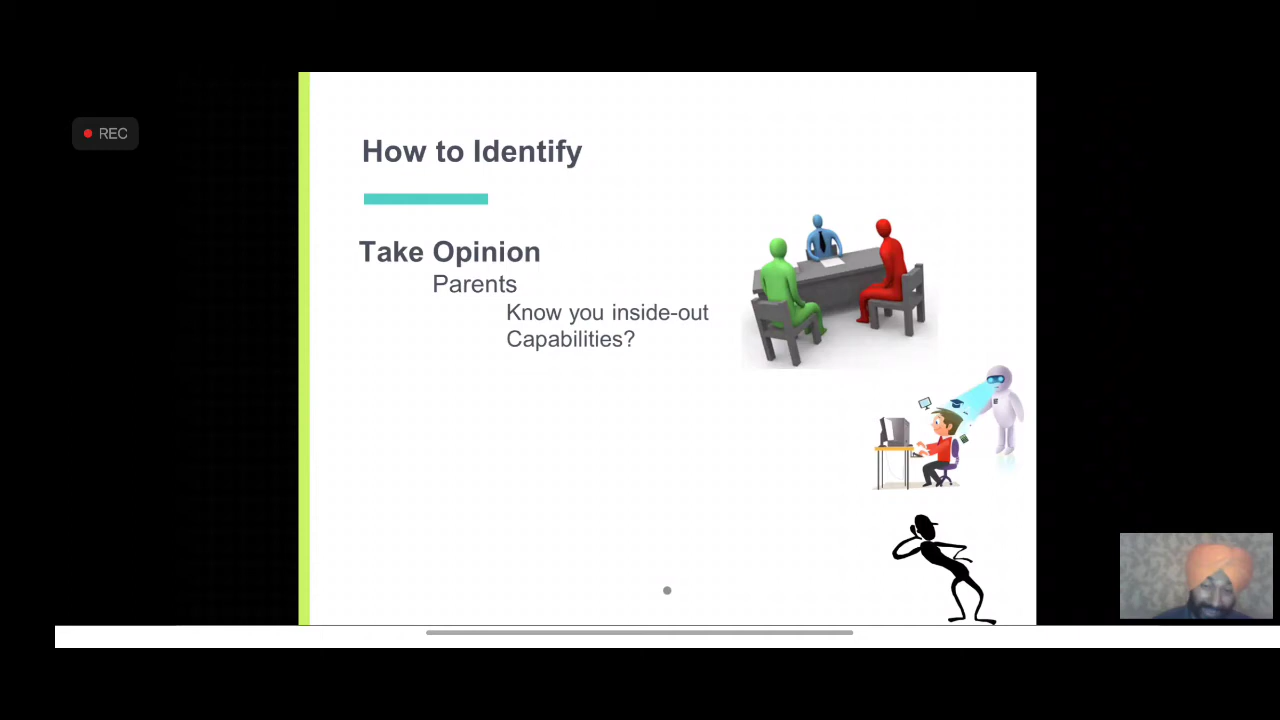 REC
How to Identify
Take Opinion
Parents
Know you inside-out
Capabilities?